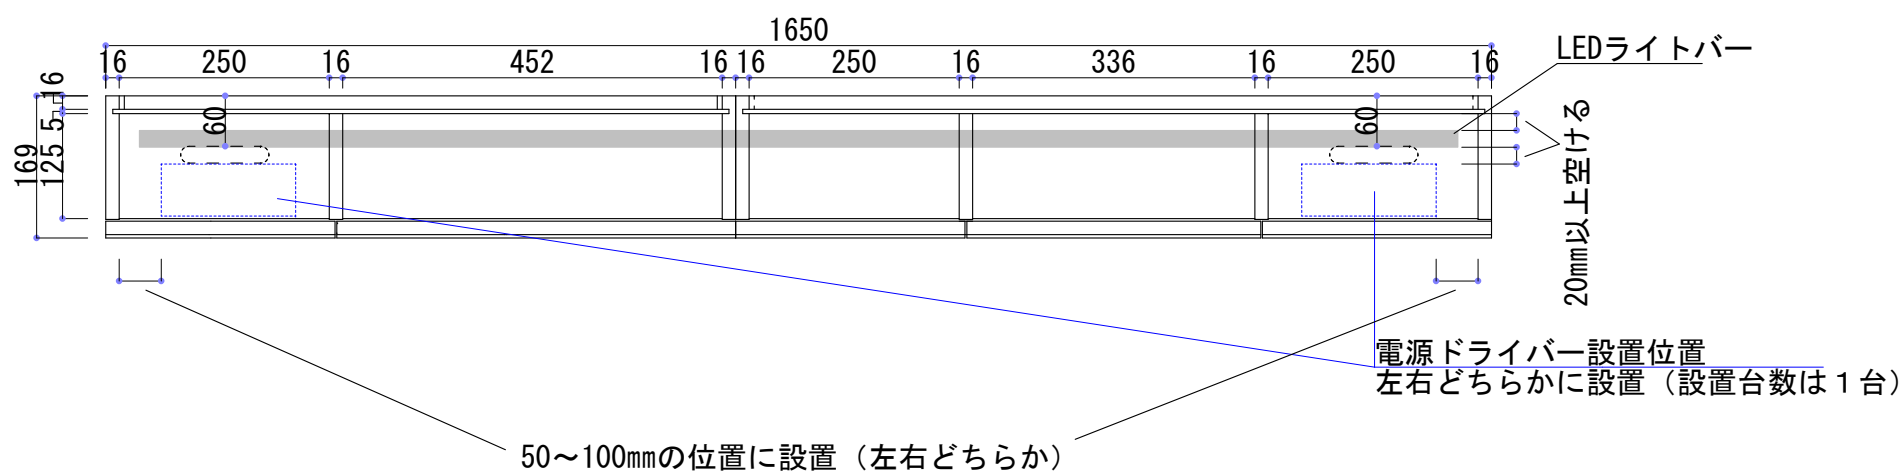 1650
16 250 16 452 16 16 250 16 336 16 250 16
LEDライトバー
16
60
60
169
125
5
20mm以上空ける
電源ドライバー設置位置
左右どちらかに設置（設置台数は１台）
50～100mmの位置に設置（左右どちらか）